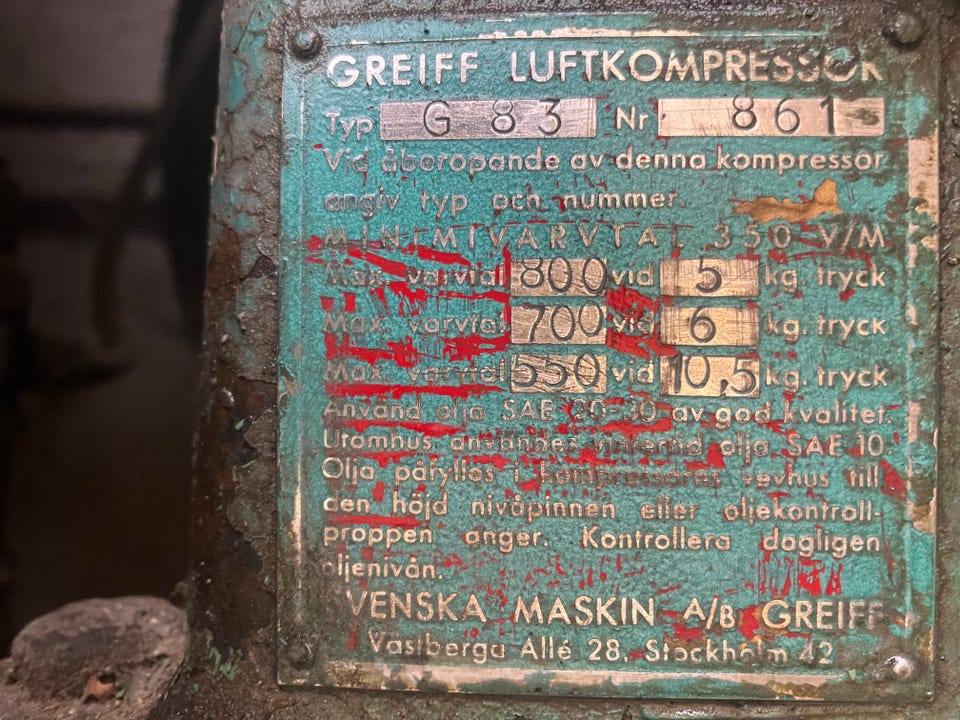 GREIFF LUFTKOMPRESSOR
Typ G 83 Nr 861
Vid åberopande av denna kompressor
angiv typ och nummer.
MINIMIVARVTAL 350 V/M
Max. varvtal 800 vid 5 kg. tryck
Max. varvtal 700 vid 6 kg. tryck
Max. varvtal 550 vid 10,5 kg. tryck
Använd olja SAE 20-30 av god kvalitet.
Utomhus användes vintertid olja SAE 10.
Olja påfylles i kompressorns vevhus till
den höjd nivåpinnen eller oljekontroll-
proppen anger. Kontrollera dagligen
oljenivån.
SVENSKA MASKIN A/B GREIFF
Västberga Allé 28, Stockholm 42